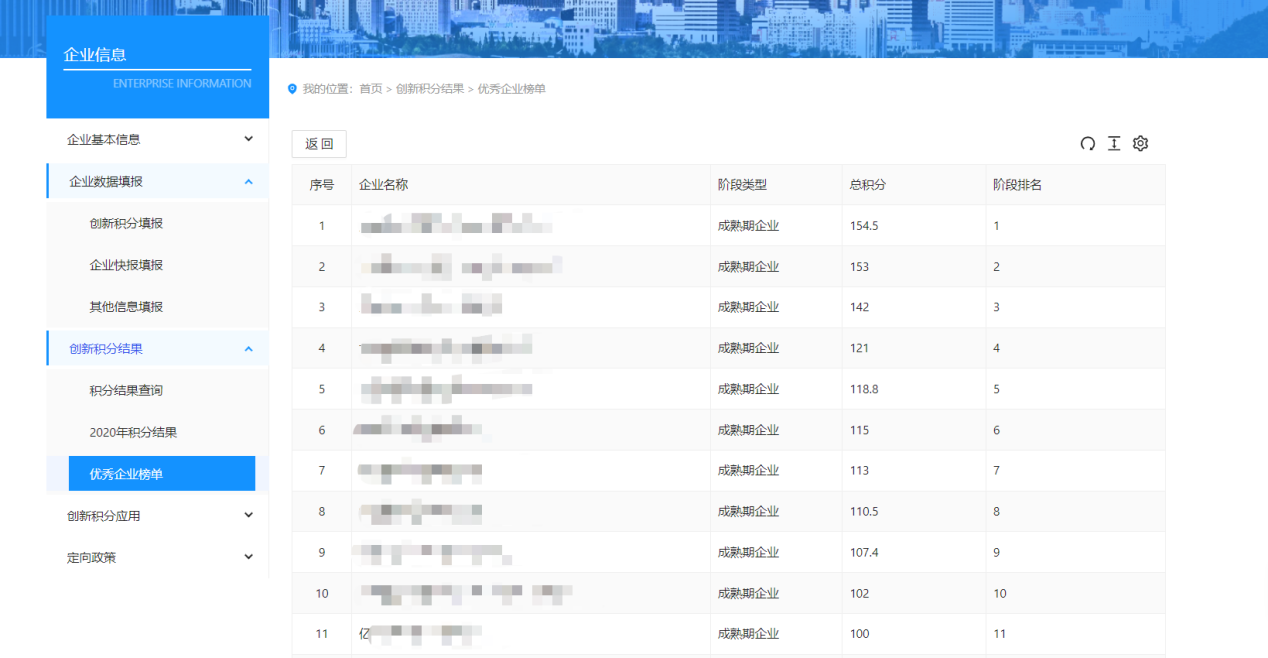 企业信息
ENTERPRISE INFORMATION
企业基本信息
企业数据填报
创新积分填报
企业快报填报
其他信息填报
创新积分结果
积分结果查询
2020年积分结果
优秀企业榜单
创新积分应用
定向政策
我的位置：首页 > 创新积分结果 > 优秀企业榜单
返 回
序号 企业名称 阶段类型 总积分 阶段排名
1 成熟期企业 154.5 1
2 成熟期企业 153 2
3 成熟期企业 142 3
4 成熟期企业 121 4
5 成熟期企业 118.8 5
6 成熟期企业 115 6
7 成熟期企业 113 7
8 成熟期企业 110.5 8
9 成熟期企业 107.4 9
10 成熟期企业 102 10
11 亿 成熟期企业 100 11